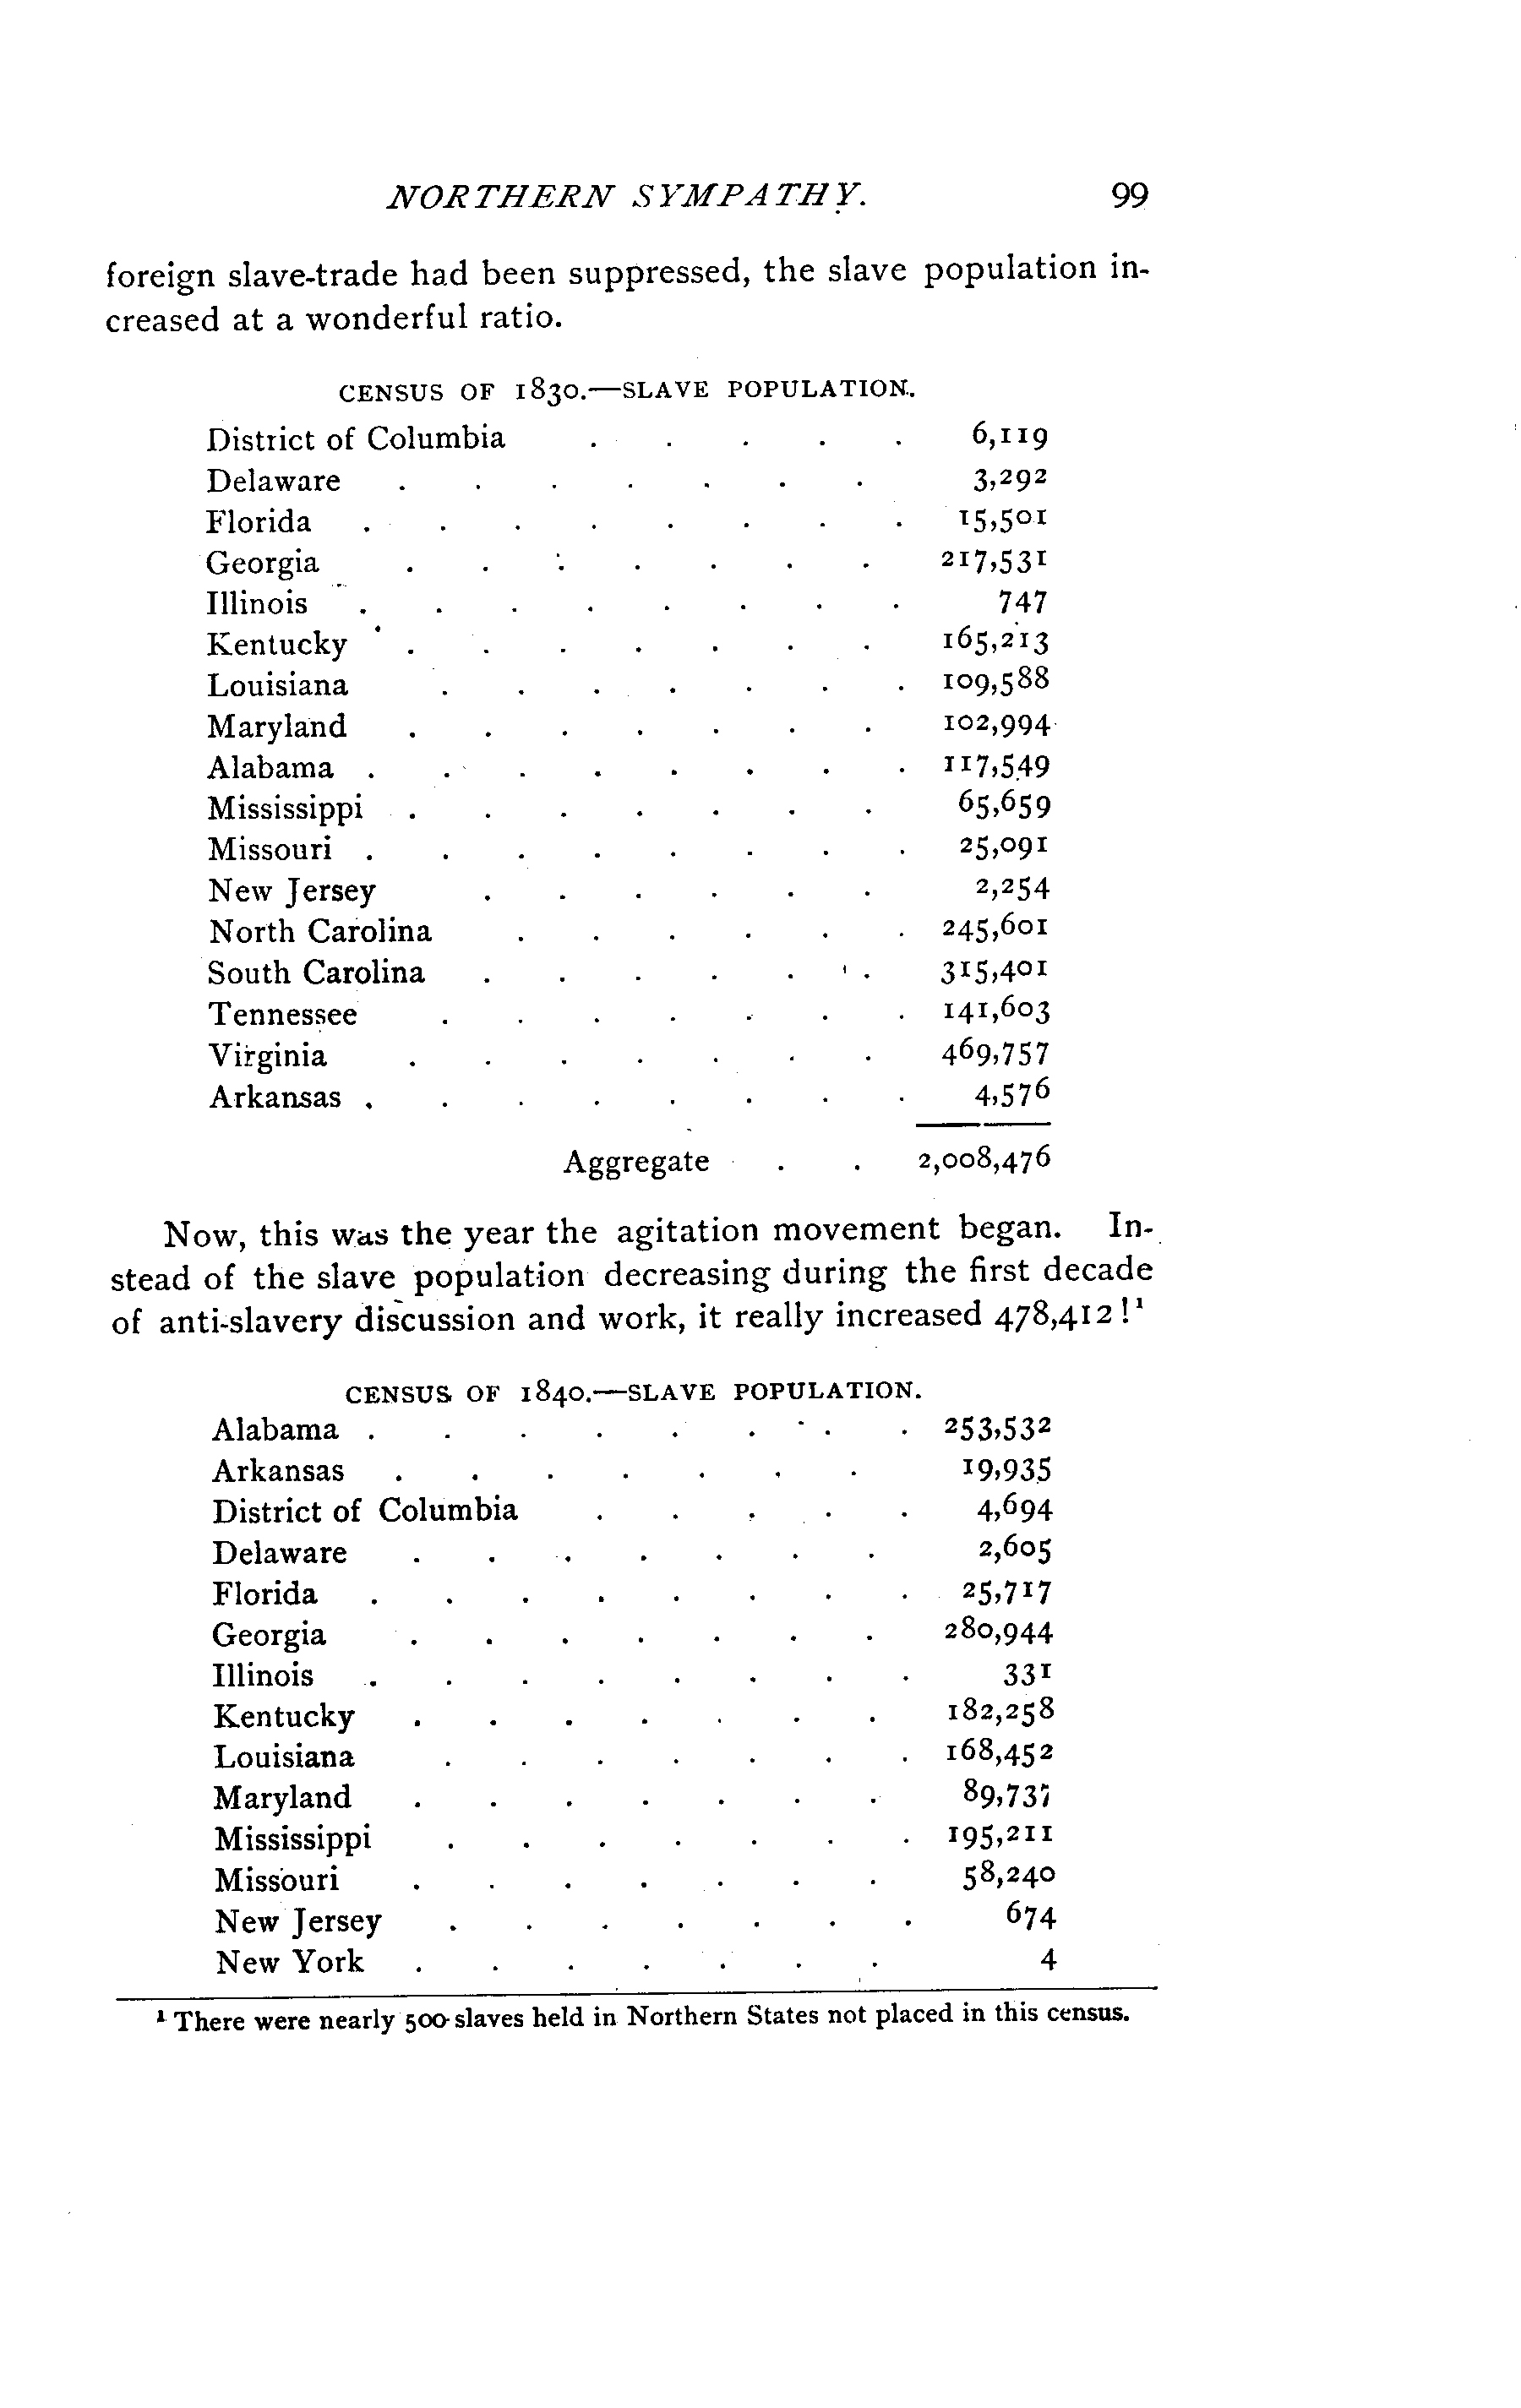 NORTHERN SYMPATHY. 99
foreign slave-trade had been suppressed, the slave population in-
creased at a wonderful ratio.
CENSUS OF 1830.—SLAVE POPULATION.
District of Columbia . . . . . 6,119
Delaware . . . . . . . 3,292
Florida . . . . . . . . 15,501
Georgia . . . . . . . 217,531
Illinois . . . . . . . . 747
Kentucky . . . . . . . 165,213
Louisiana . . . . . . . 109,588
Maryland . . . . . . . 102,994
Alabama . . . . . . . . 117,549
Mississippi . . . . . . . 65,659
Missouri . . . . . . . . 25,091
New Jersey . . . . . . 2,254
North Carolina . . . . . . 245,601
South Carolina . . . . . . 315,401
Tennessee . . . . . . . 141,603
Virginia . . . . . . . 469,757
Arkansas . . . . . . . . 4,576
Aggregate . . 2,008,476
Now, this was the year the agitation movement began. In-
stead of the slave population decreasing during the first decade
of anti-slavery discussion and work, it really increased 478,412!¹
CENSUS OF 1840.—SLAVE POPULATION.
Alabama . . . . . . . . 253,532
Arkansas . . . . . . . 19,935
District of Columbia . . . . . 4,694
Delaware . . . . . . . 2,605
Florida . . . . . . . . 25,717
Georgia . . . . . . . 280,944
Illinois . . . . . . . . 331
Kentucky . . . . . . . 182,258
Louisiana . . . . . . . 168,452
Maryland . . . . . . . 89,737
Mississippi . . . . . . . 195,211
Missouri . . . . . . . 58,240
New Jersey . . . . . . . 674
New York . . . . . . . 4
¹ There were nearly 500 slaves held in Northern States not placed in this census.